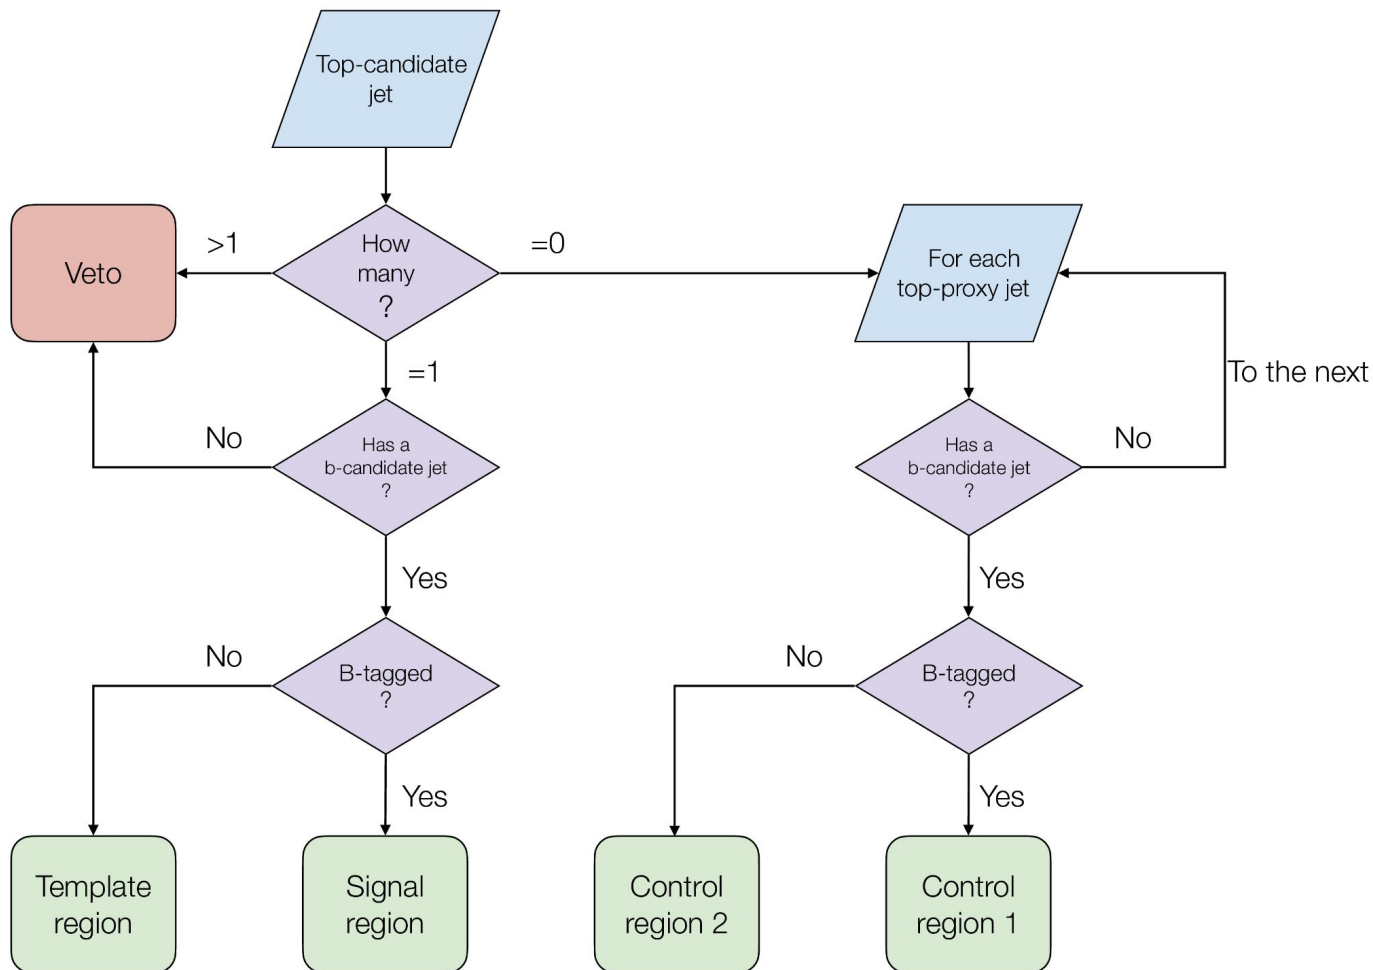 Top-candidate
jet
Veto
>1
How
many
?
=0
For each
top-proxy jet
=1
To the next
No
Has a
b-candidate jet
?
Has a
b-candidate jet
?
No
Yes
Yes
No
B-tagged
?
No
B-tagged
?
Yes
Yes
Template
region
Signal
region
Control
region 2
Control
region 1